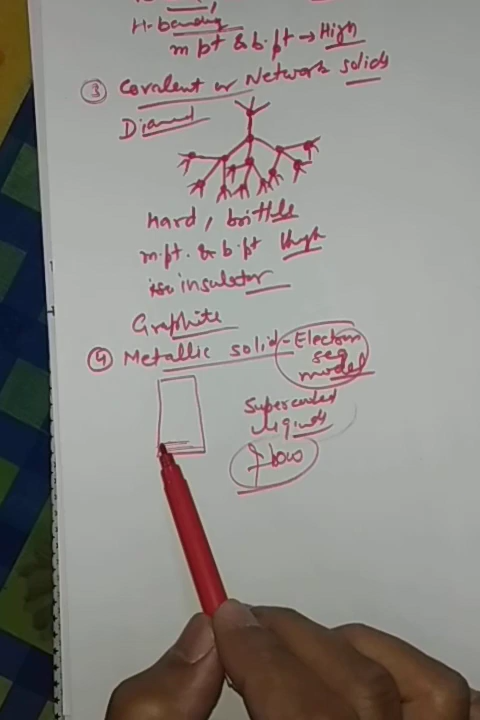 H-bonding
m pt & b. pt → High
③ Covalent or Network solids
Diamond
hard, brittle
m.pt. & b.pt High
insulator
Graphite
④ Metallic solid - Electron
sea
model
Supercooled
liquids
flow